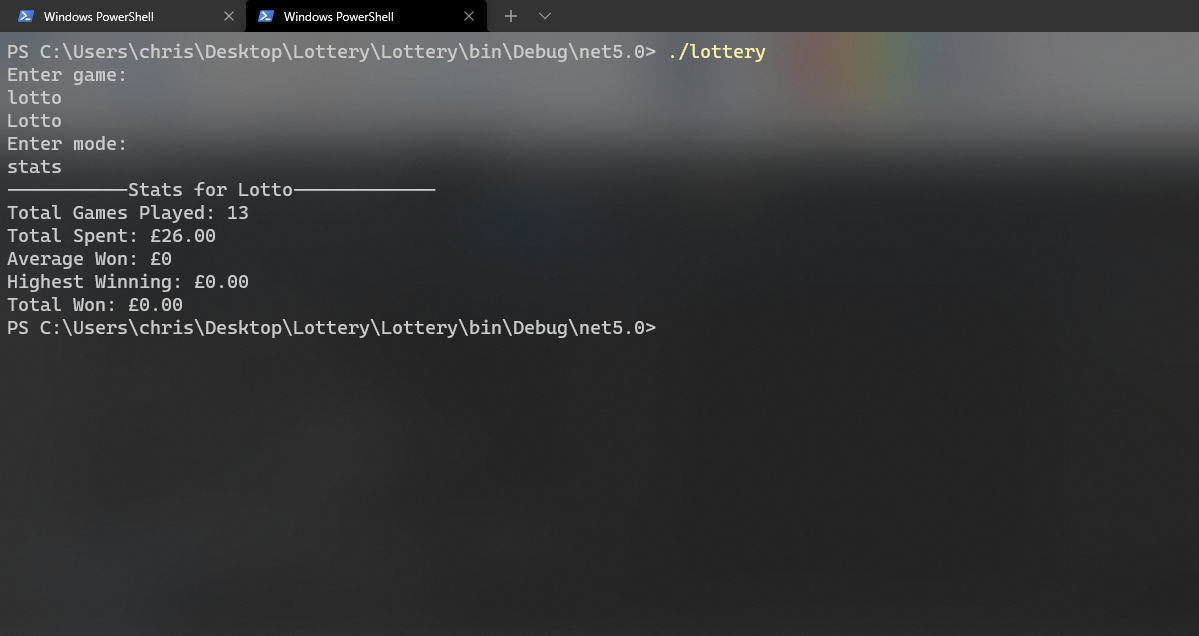 Windows PowerShell
Windows PowerShell
PS C:\Users\chris\Desktop\Lottery\Lottery\bin\Debug\net5.0> ./lottery
Enter game:
lotto
Lotto
Enter mode:
stats
———————————Stats for Lotto—————————————
Total Games Played: 13
Total Spent: £26.00
Average Won: £0
Highest Winning: £0.00
Total Won: £0.00
PS C:\Users\chris\Desktop\Lottery\Lottery\bin\Debug\net5.0>